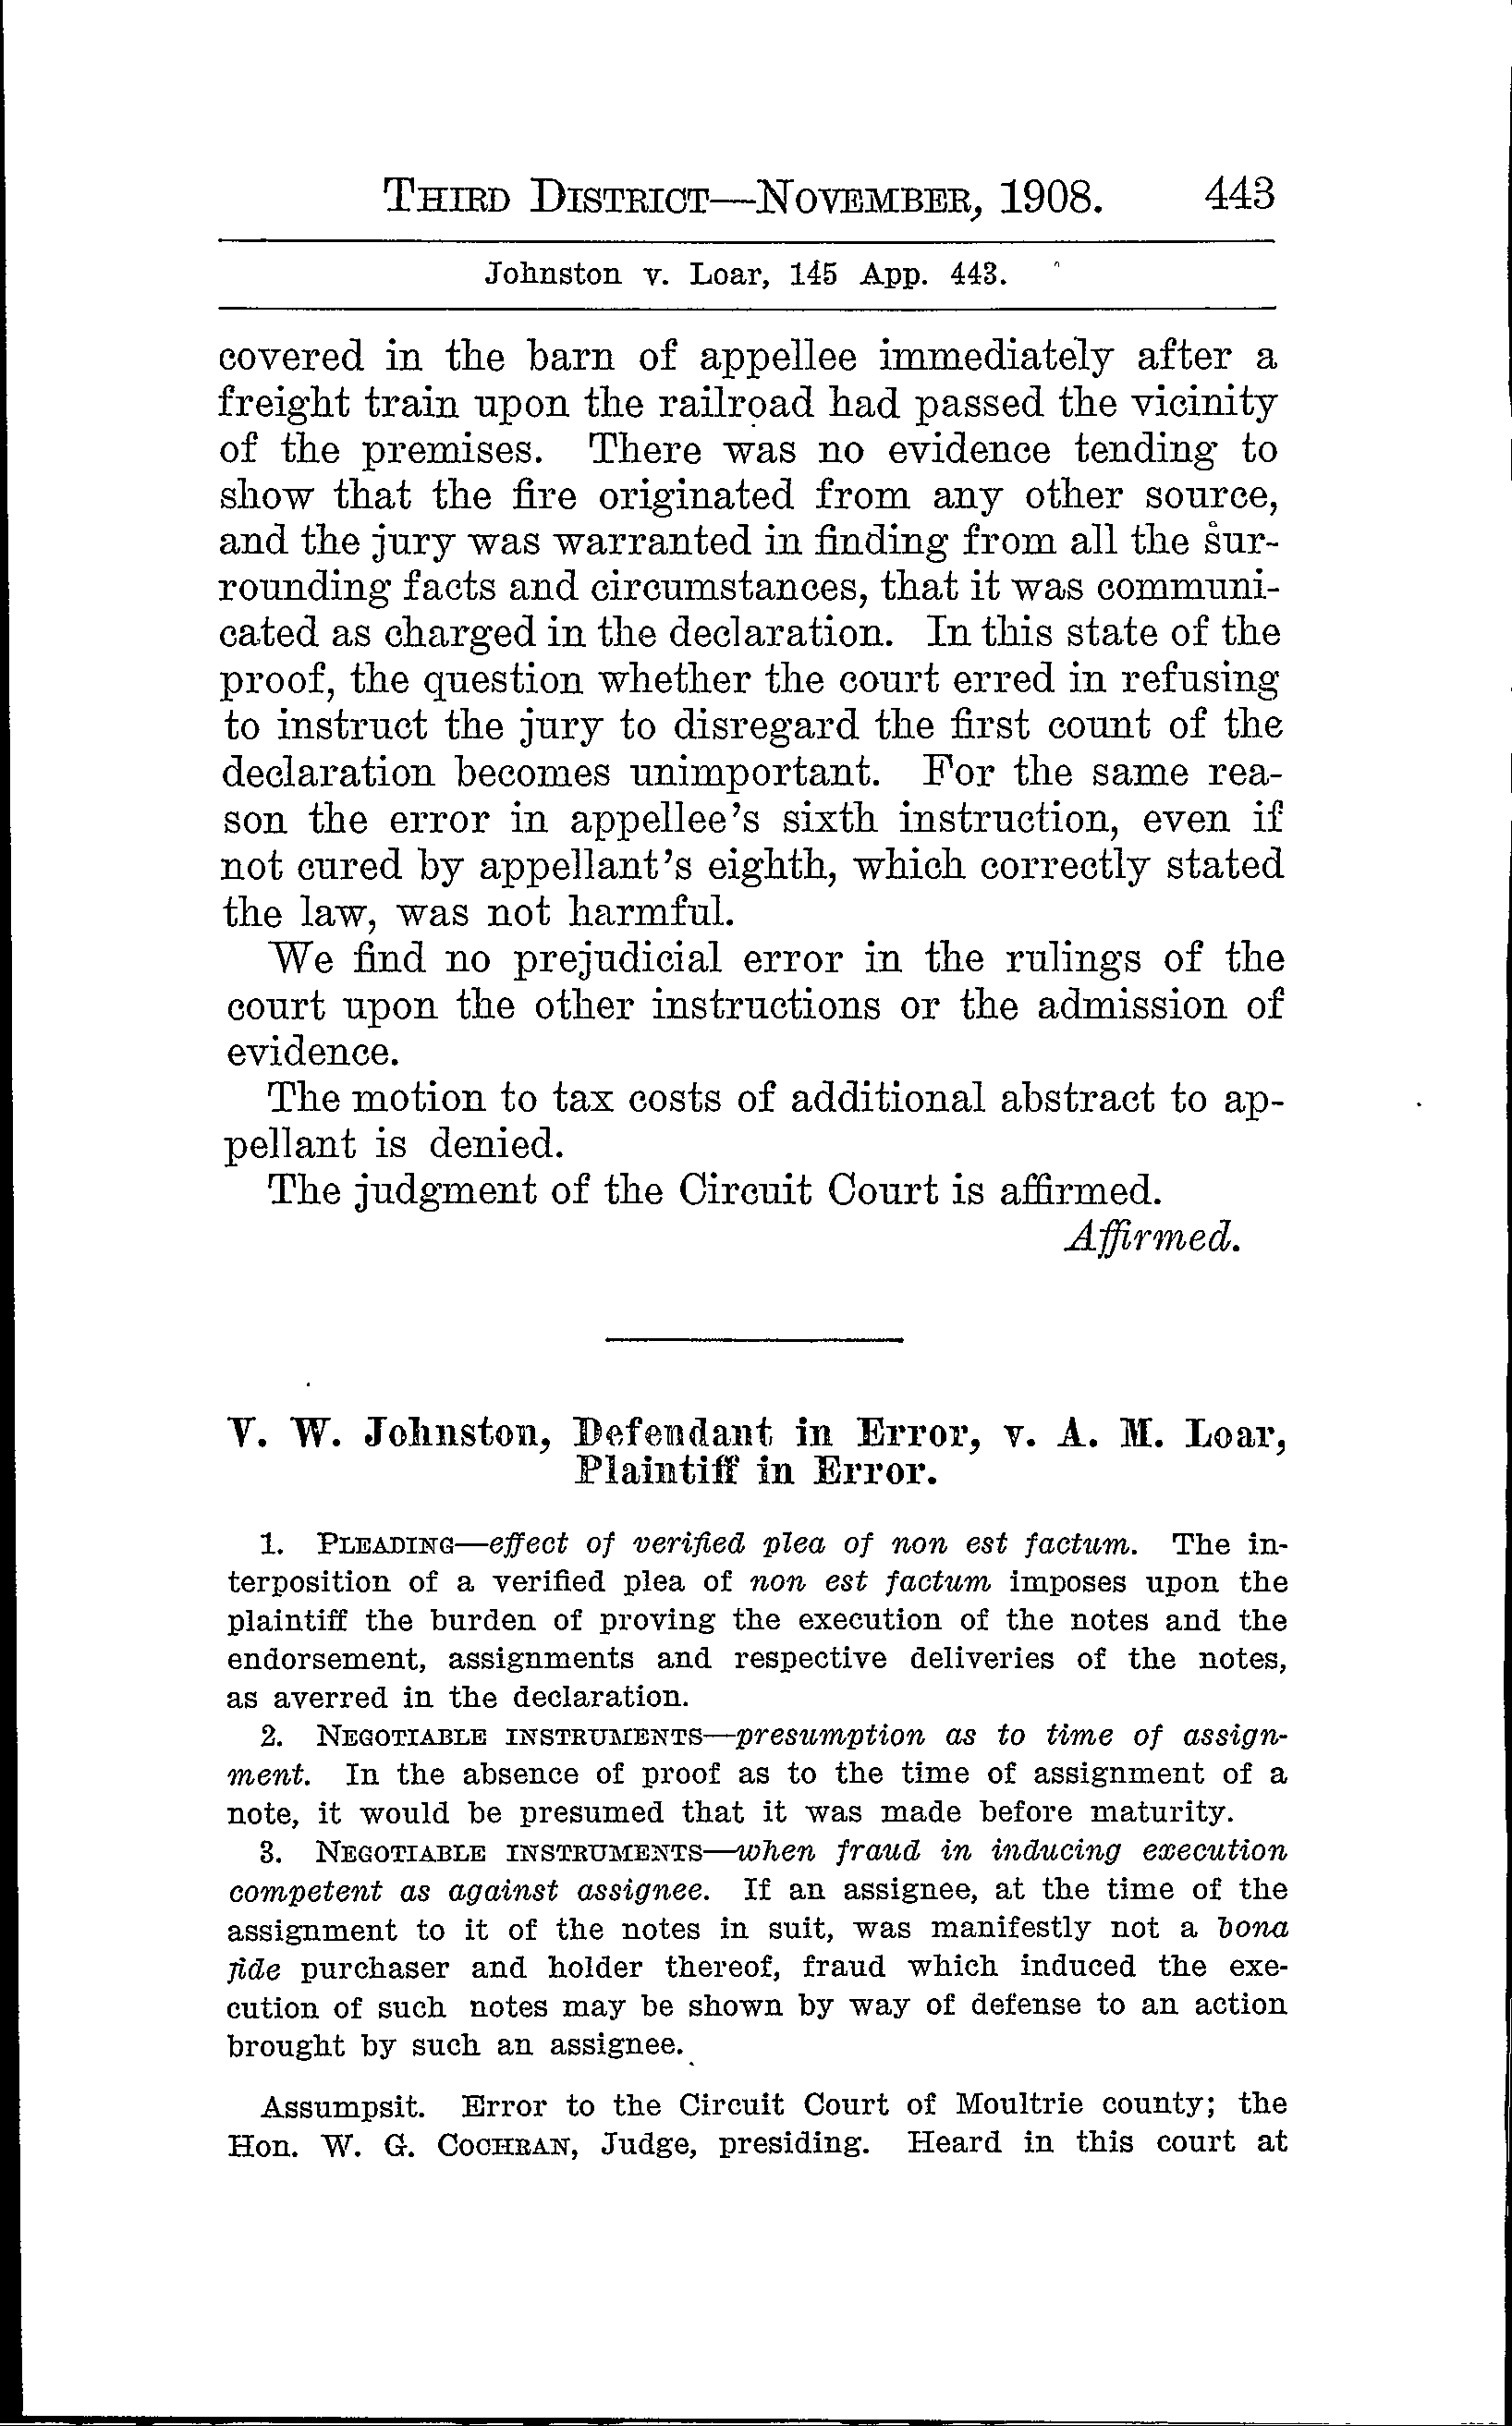 THIRD DISTRICT—NOVEMBER, 1908. 443
Johnston v. Loar, 145 App. 443.
covered in the barn of appellee immediately after a
freight train upon the railroad had passed the vicinity
of the premises. There was no evidence tending to
show that the fire originated from any other source,
and the jury was warranted in finding from all the sur-
rounding facts and circumstances, that it was communi-
cated as charged in the declaration. In this state of the
proof, the question whether the court erred in refusing
to instruct the jury to disregard the first count of the
declaration becomes unimportant. For the same rea-
son the error in appellee's sixth instruction, even if
not cured by appellant's eighth, which correctly stated
the law, was not harmful.
We find no prejudicial error in the rulings of the
court upon the other instructions or the admission of
evidence.
The motion to tax costs of additional abstract to ap-
pellant is denied.
The judgment of the Circuit Court is affirmed.
Affirmed.
V. W. Johnston, Defendant in Error, v. A. M. Loar,
Plaintiff in Error.
1. PLEADING—effect of verified plea of non est factum. The in-
terposition of a verified plea of non est factum imposes upon the
plaintiff the burden of proving the execution of the notes and the
endorsement, assignments and respective deliveries of the notes,
as averred in the declaration.
2. NEGOTIABLE INSTRUMENTS—presumption as to time of assign-
ment. In the absence of proof as to the time of assignment of a
note, it would be presumed that it was made before maturity.
3. NEGOTIABLE INSTRUMENTS—when fraud in inducing execution
competent as against assignee. If an assignee, at the time of the
assignment to it of the notes in suit, was manifestly not a bona
fide purchaser and holder thereof, fraud which induced the exe-
cution of such notes may be shown by way of defense to an action
brought by such an assignee.
Assumpsit. Error to the Circuit Court of Moultrie county; the
Hon. W. G. COCHRAN, Judge, presiding. Heard in this court at